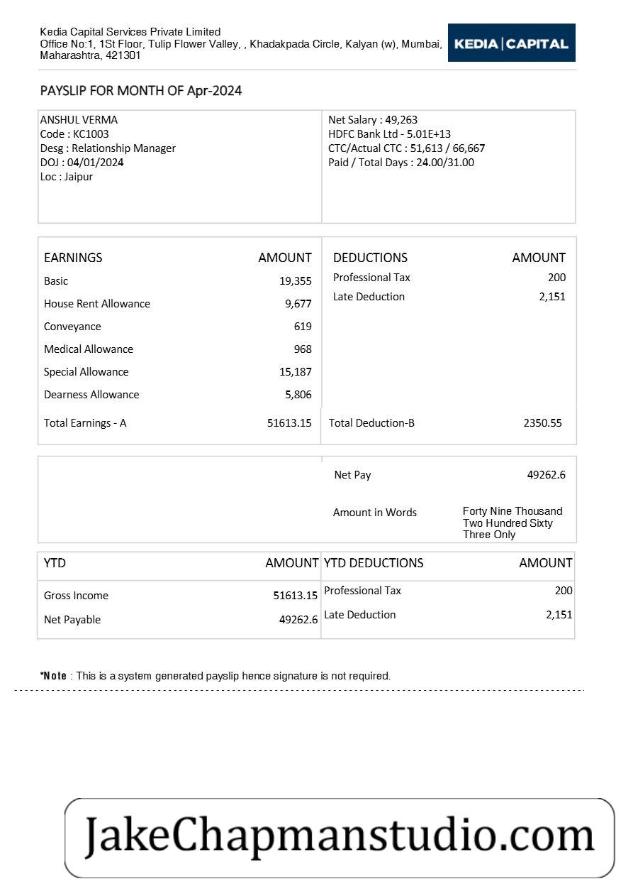 Kedia Capital Services Private Limited
Office No:1, 1St Floor, Tulip Flower Valley, , Khadakpada Circle, Kalyan (w), Mumbai,
Maharashtra, 421301
KEDIA|CAPITAL
PAYSLIP FOR MONTH OF Apr-2024
ANSHUL VERMA
Code : KC1003
Desg : Relationship Manager
DOJ : 04/01/2024
Loc : Jaipur
Net Salary : 49,263
HDFC Bank Ltd - 5.01E+13
CTC/Actual CTC : 51,613 / 66,667
Paid / Total Days : 24.00/31.00
EARNINGS AMOUNT DEDUCTIONS AMOUNT
Basic 19,355 Professional Tax 200
House Rent Allowance 9,677 Late Deduction 2,151
Conveyance 619
Medical Allowance 968
Special Allowance 15,187
Dearness Allowance 5,806
Total Earnings - A 51613.15 Total Deduction-B 2350.55
Net Pay 49262.6
Amount in Words Forty Nine Thousand
Two Hundred Sixty
Three Only
YTD AMOUNT YTD DEDUCTIONS AMOUNT
Gross Income 51613.15 Professional Tax 200
Net Payable 49262.6 Late Deduction 2,151
*Note : This is a system generated payslip hence signature is not required.
JakeChapmanstudio.com